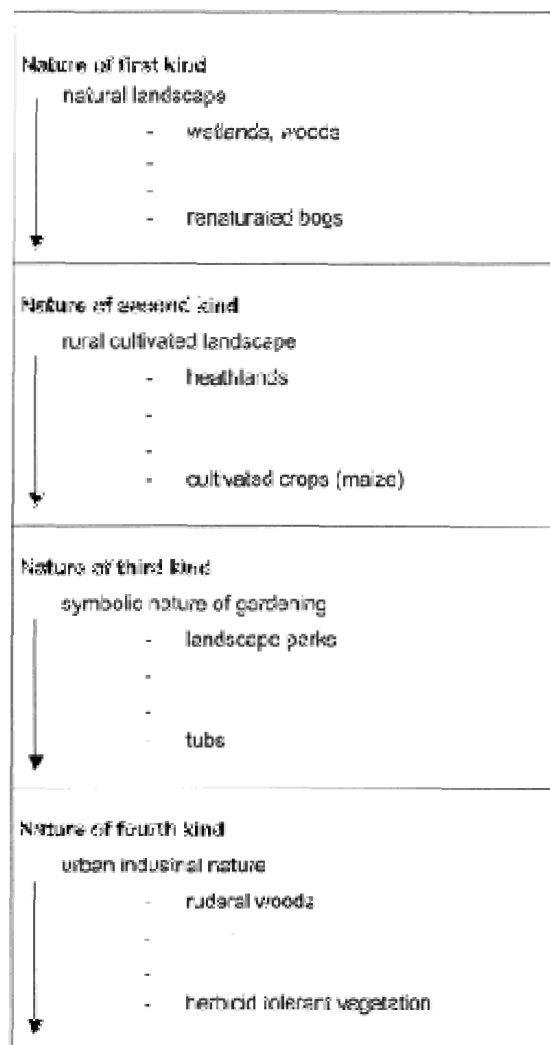 Nature of first kind
natural landscape
- wetlands, woods
-
-
- renaturated bogs
Nature of second kind
rural cultivated landscape
- heathlands
-
-
- cultivated crops (maize)
Nature of third kind
symbolic nature of gardening
- landscape parks
-
-
- tubs
Nature of fourth kind
urban industrial nature
- ruderal woods
-
-
- herbicid tolerant vegetation